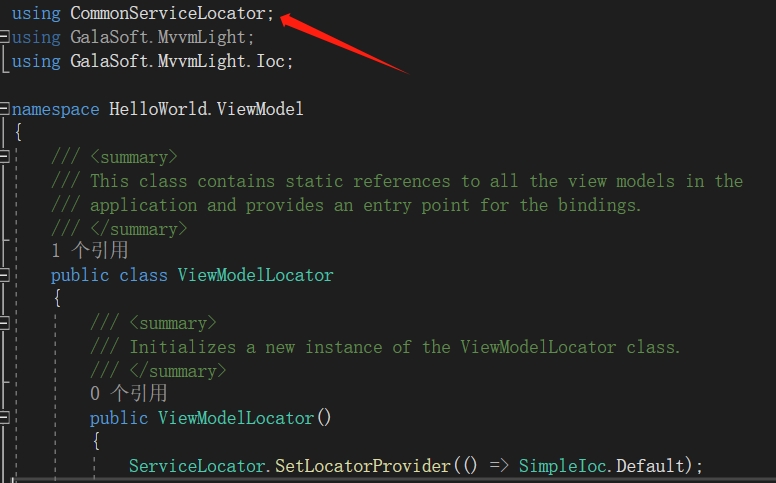 using CommonServiceLocator;
using GalaSoft.MvvmLight;
using GalaSoft.MvvmLight.Ioc;
namespace HelloWorld.ViewModel
{
/// <summary>
/// This class contains static references to all the view models in the
/// application and provides an entry point for the bindings.
/// </summary>
1 个引用
public class ViewModelLocator
{
/// <summary>
/// Initializes a new instance of the ViewModelLocator class.
/// </summary>
0 个引用
public ViewModelLocator()
{
ServiceLocator.SetLocatorProvider(() => SimpleIoc.Default);